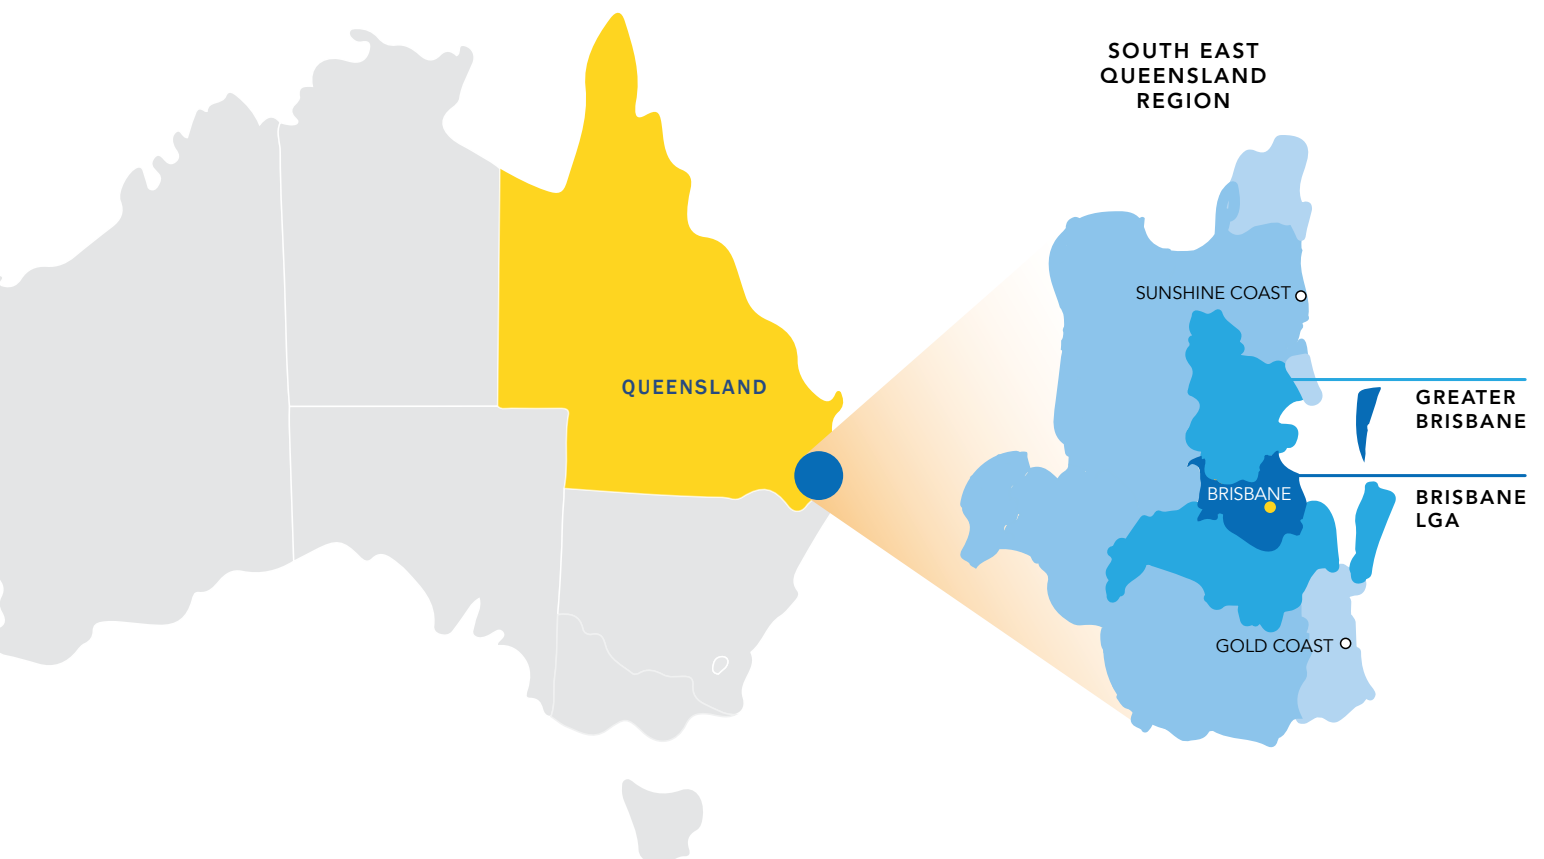 SOUTH EAST
QUEENSLAND
REGION
SUNSHINE COAST
QUEENSLAND
GREATER
BRISBANE
BRISBANE
BRISBANE
LGA
GOLD COAST